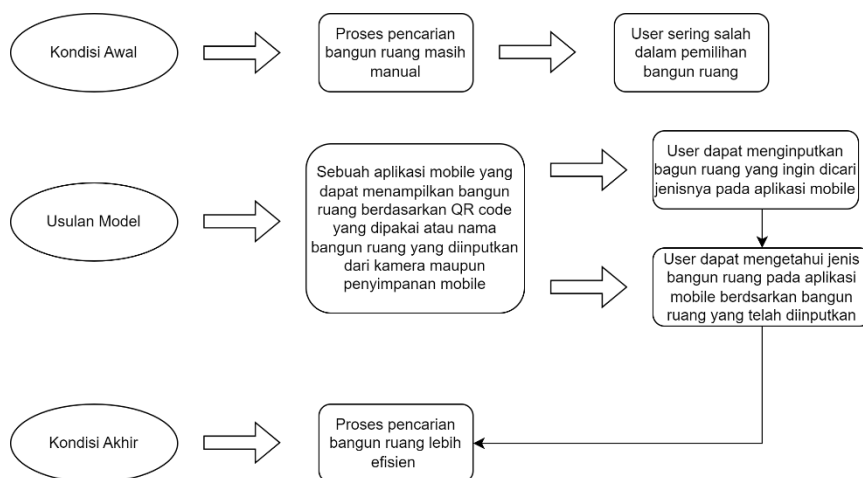 Kondisi Awal
Proses pencarian
bangun ruang masih
manual
User sering salah
dalam pemilihan
bangun ruang
Usulan Model
Sebuah aplikasi mobile yang
dapat menampilkan bangun
ruang berdasarkan QR code
yang dipakai atau nama
bangun ruang yang diinputkan
dari kamera maupun
penyimpanan mobile
User dapat menginputkan
bagun ruang yang ingin dicari
jenisnya pada aplikasi mobile
User dapat mengetahui jenis
bangun ruang pada aplikasi
mobile berdsarkan bangun
ruang yang telah diinputkan
Kondisi Akhir
Proses pencarian
bangun ruang lebih
efisien